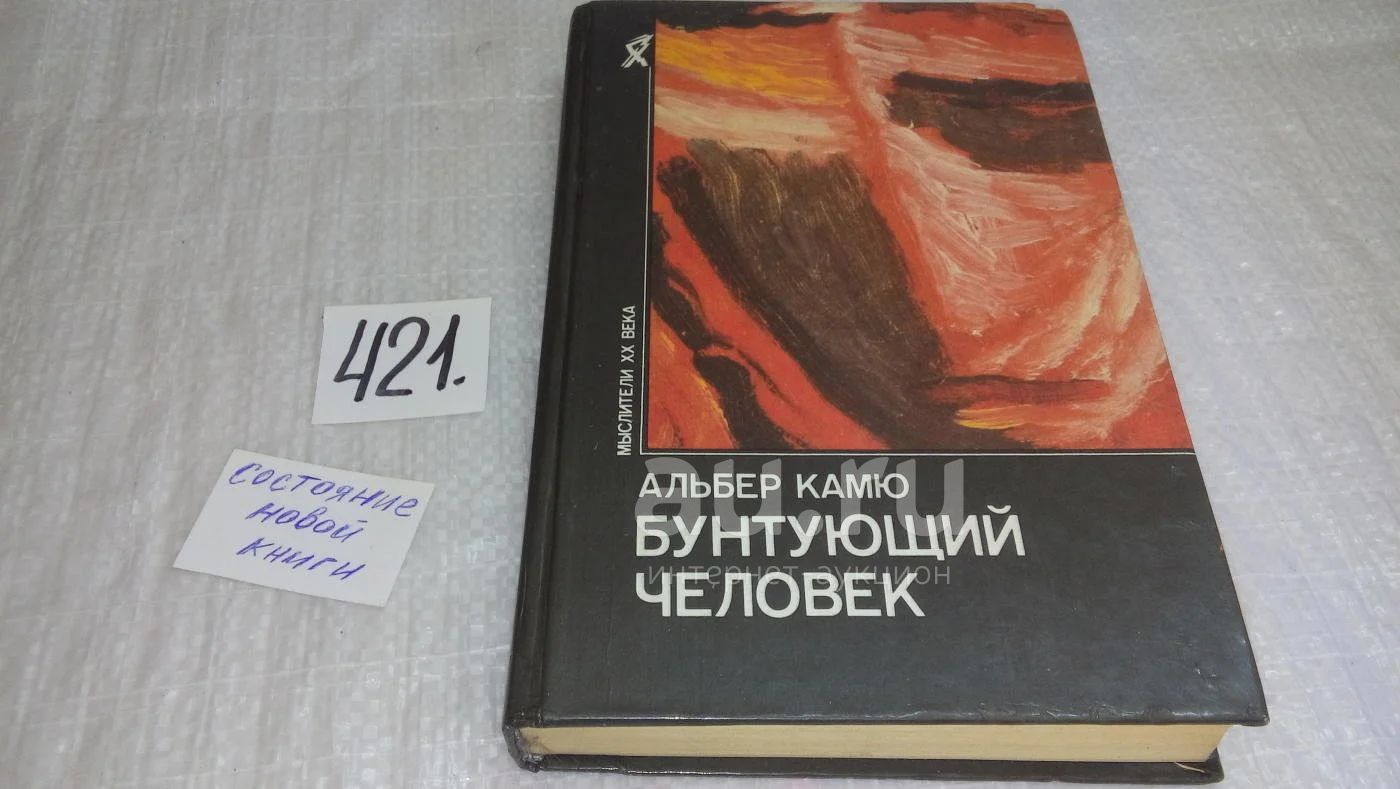 421.
состояние
новой
книги
МЫСЛИТЕЛИ XX ВЕКА
АЛЬБЕР КАМЮ
БУНТУЮЩИЙ
ЧЕЛОВЕК
au.ru
интернет аукцион